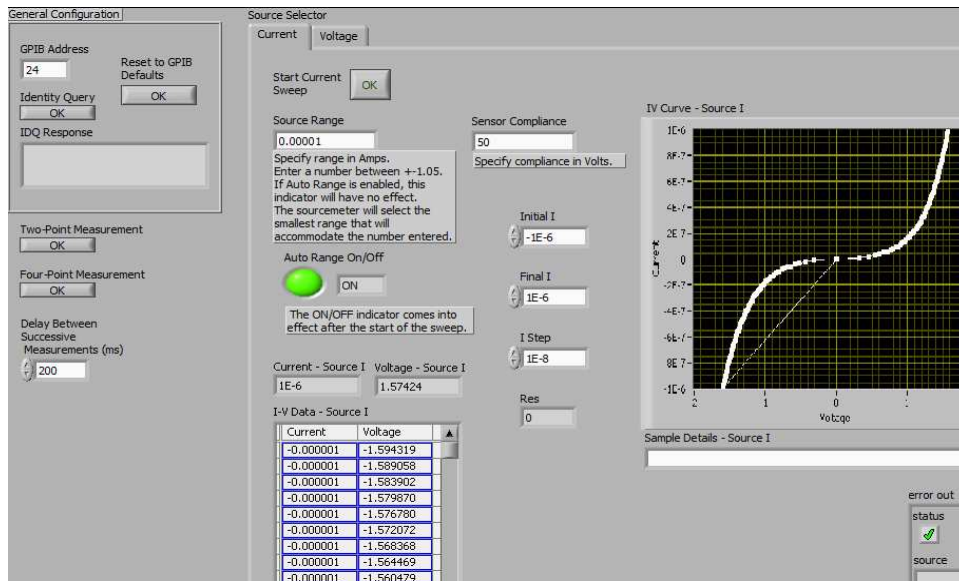 General Configuration
GPIB Address
24
Reset to GPIB
Defaults
OK
Identity Query
OK
IDQ Response
Two-Point Measurement
OK
Four-Point Measurement
OK
Delay Between
Successive
Measurements (ms)
200
Source Selector
Current
Voltage
Start Current
Sweep
OK
Source Range
0.00001
Specify range in Amps.
Enter a number between +-1.05.
If Auto Range is enabled, this
indicator will have no effect.
The sourcemeter will select the
smallest range that will
accommodate the number entered.
Auto Range On/Off
ON
The ON/OFF indicator comes into
effect after the start of the sweep.
Sensor Compliance
50
Specify compliance in Volts.
Initial I
-1E-6
Final I
1E-6
I Step
1E-8
Res
0
Current - Source I
1E-6
Voltage - Source I
1.57424
I-V Data - Source I
Current Voltage
-0.000001 -1.594319
-0.000001 -1.589058
-0.000001 -1.583902
-0.000001 -1.579870
-0.000001 -1.576780
-0.000001 -1.572072
-0.000001 -1.568368
-0.000001 -1.564469
-0.000001 -1.560479
IV Curve - Source I
1E-6
8E-7
6E-7
2E-7
0
-2E-7
-4E-7
-1E-6
Current
1
0
Sample Details - Source I
error out
status
source